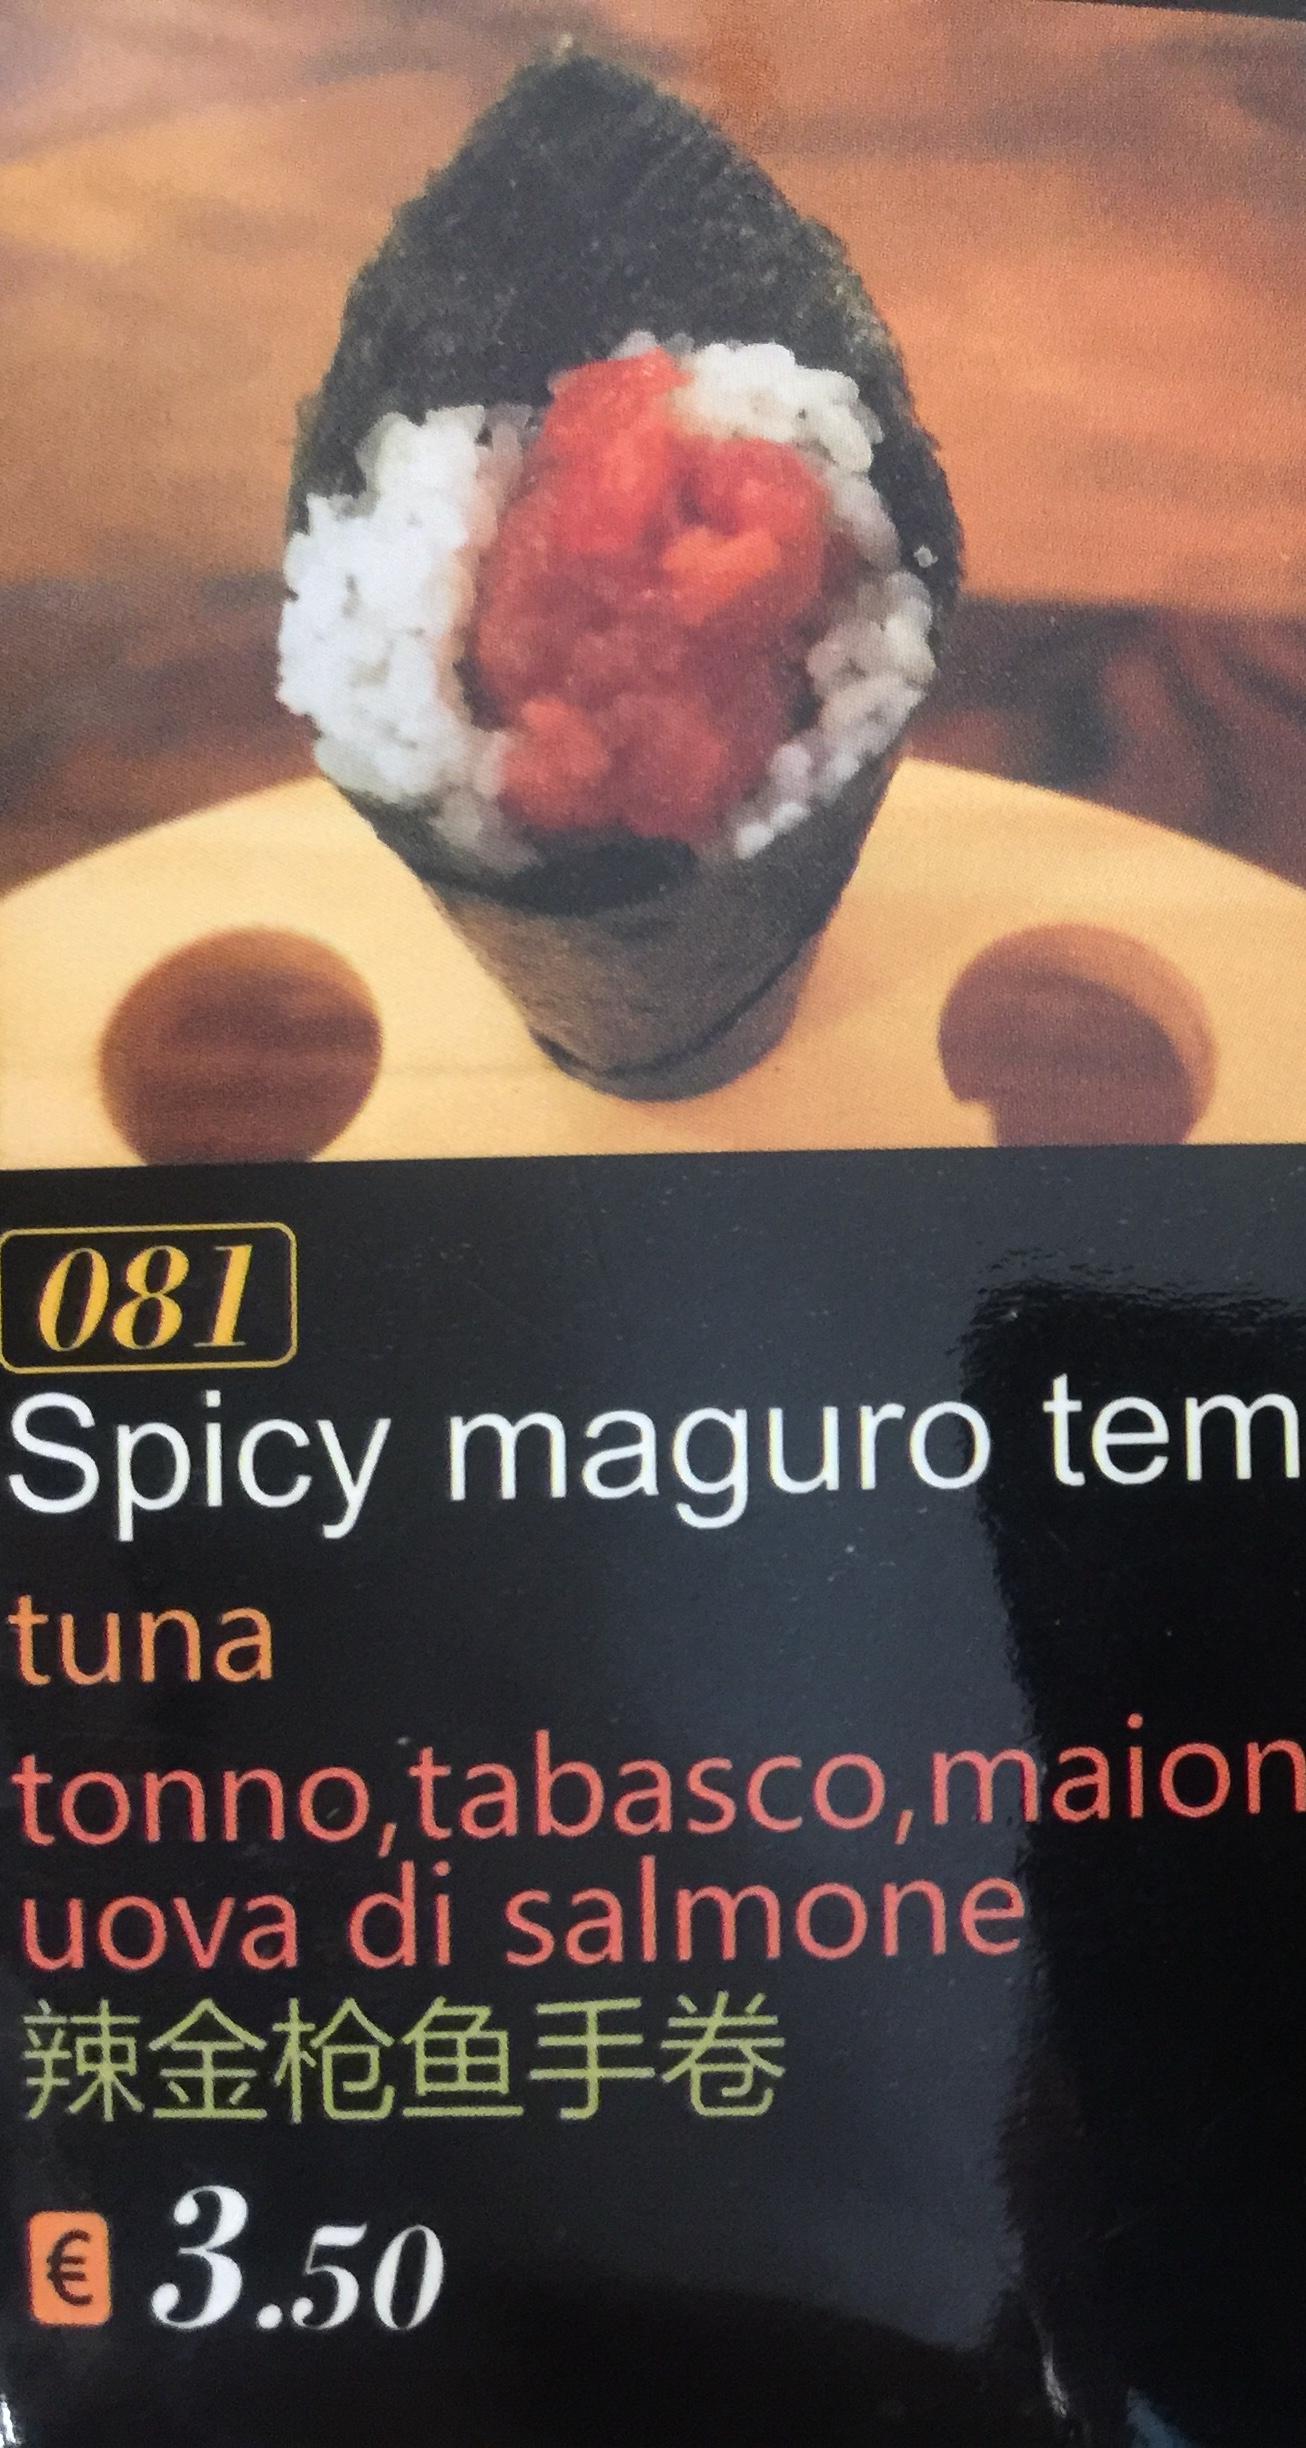 081
Spicy maguro tem
tuna
tonno,tabasco,maion
uova di salmone
辣金枪鱼手卷
€ 3.50